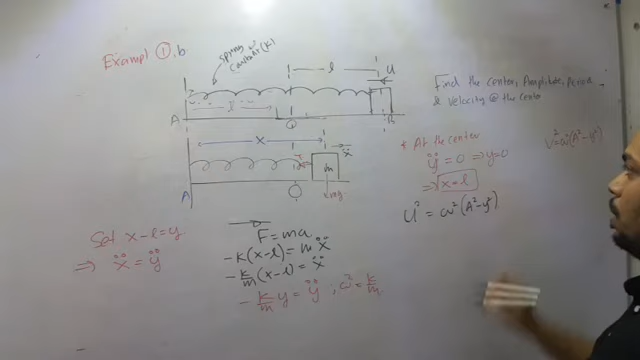 Exampl ①.b
spring w
constant (K)
l
u
A
O
B
X
ẍ
m
A
O
Find the center, Amplitude, Period
& velocity @ the center
* At the center
ÿ = 0 ⇒ y=0
⇒ x=l
u² = ω²(A²-y²)
v²=ω²(A²-y²)
Set x-l=y
⇒ ẍ = ÿ
F = ma
-K(x-l) = mẍ
-K/m (x-l) = ẍ
-K/m y = ÿ ; ω² = K/m